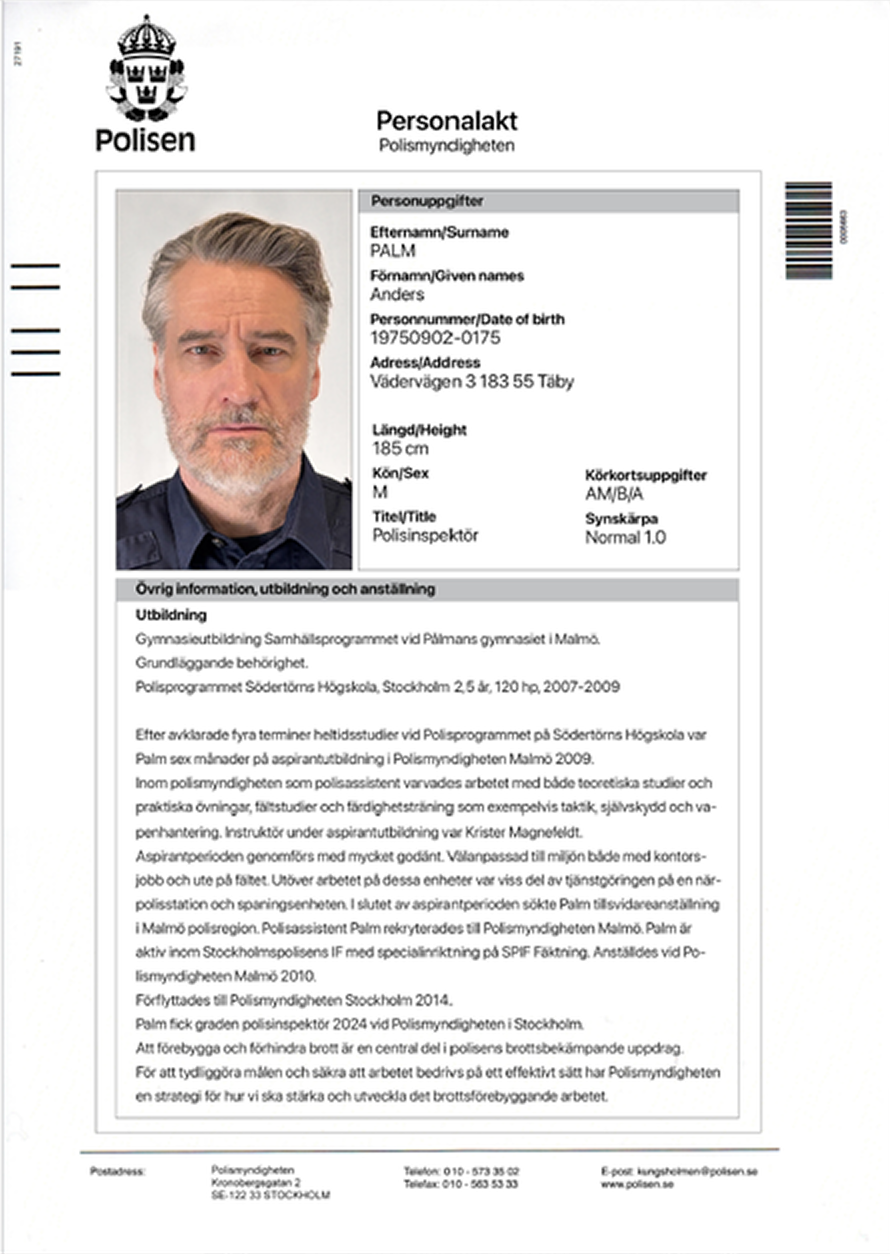 27191
Polisen
Personalakt
Polismyndigheten
0005663
Personuppgifter
Efternamn/Surname
PALM
Förnamn/Given names
Anders
Personnummer/Date of birth
19750902-0175
Adress/Address
Vädervägen 3 183 55 Täby
Längd/Height
185 cm
Kön/Sex
M
Körkortsuppgifter
AM/B/A
Titel/Title
Polisinspektör
Synskärpa
Normal 1.0
Övrig information, utbildning och anställning
Utbildning
Gymnasieutbildning Samhällsprogrammet vid Pålmans gymnasiet i Malmö.
Grundläggande behörighet.
Polisprogrammet Södertörns Högskola, Stockholm 2,5 år, 120 hp, 2007-2009
Efter avklarade fyra terminer heltidsstudier vid Polisprogrammet på Södertörns Högskola var
Palm sex månader på aspirantutbildning i Polismyndigheten Malmö 2009.
Inom polismyndigheten som polisassistent varvades arbetet med både teoretiska studier och
praktiska övningar, fältstudier och färdighetsträning som exempelvis taktik, självskydd och va-
penhantering. Instruktör under aspirantutbildning var Krister Magnefeldt.
Aspirantperioden genomförs med mycket godänt. Välanpassad till miljön både med kontors-
jobb och ute på fältet. Utöver arbetet på dessa enheter var viss del av tjänstgöringen på en när-
polisstation och spaningsenheten. I slutet av aspirantperioden sökte Palm tillsvidareanställning
i Malmö polisregion. Polisassistent Palm rekryterades till Polismyndigheten Malmö. Palm är
aktiv inom Stockholmspolisens IF med specialinriktning på SPIF Fäktning. Anställdes vid Po-
lismyndigheten Malmö 2010.
Förflyttades till Polismyndigheten Stockholm 2014.
Palm fick graden polisinspektör 2024 vid Polismyndigheten i Stockholm.
Att förebygga och förhindra brott är en central del i polisens brottsbekämpande uppdrag.
För att tydliggöra målen och säkra att arbetet bedrivs på ett effektivt sätt har Polismyndigheten
en strategi för hur vi ska stärka och utveckla det brottsförebyggande arbetet.
Postadress:
Polismyndigheten
Kronobergsgatan 2
SE-122 33 STOCKHOLM
Telefon: 010 - 573 35 02
Telefax: 010 - 563 53 33
E-post: kungsholmen@polisen.se
www.polisen.se